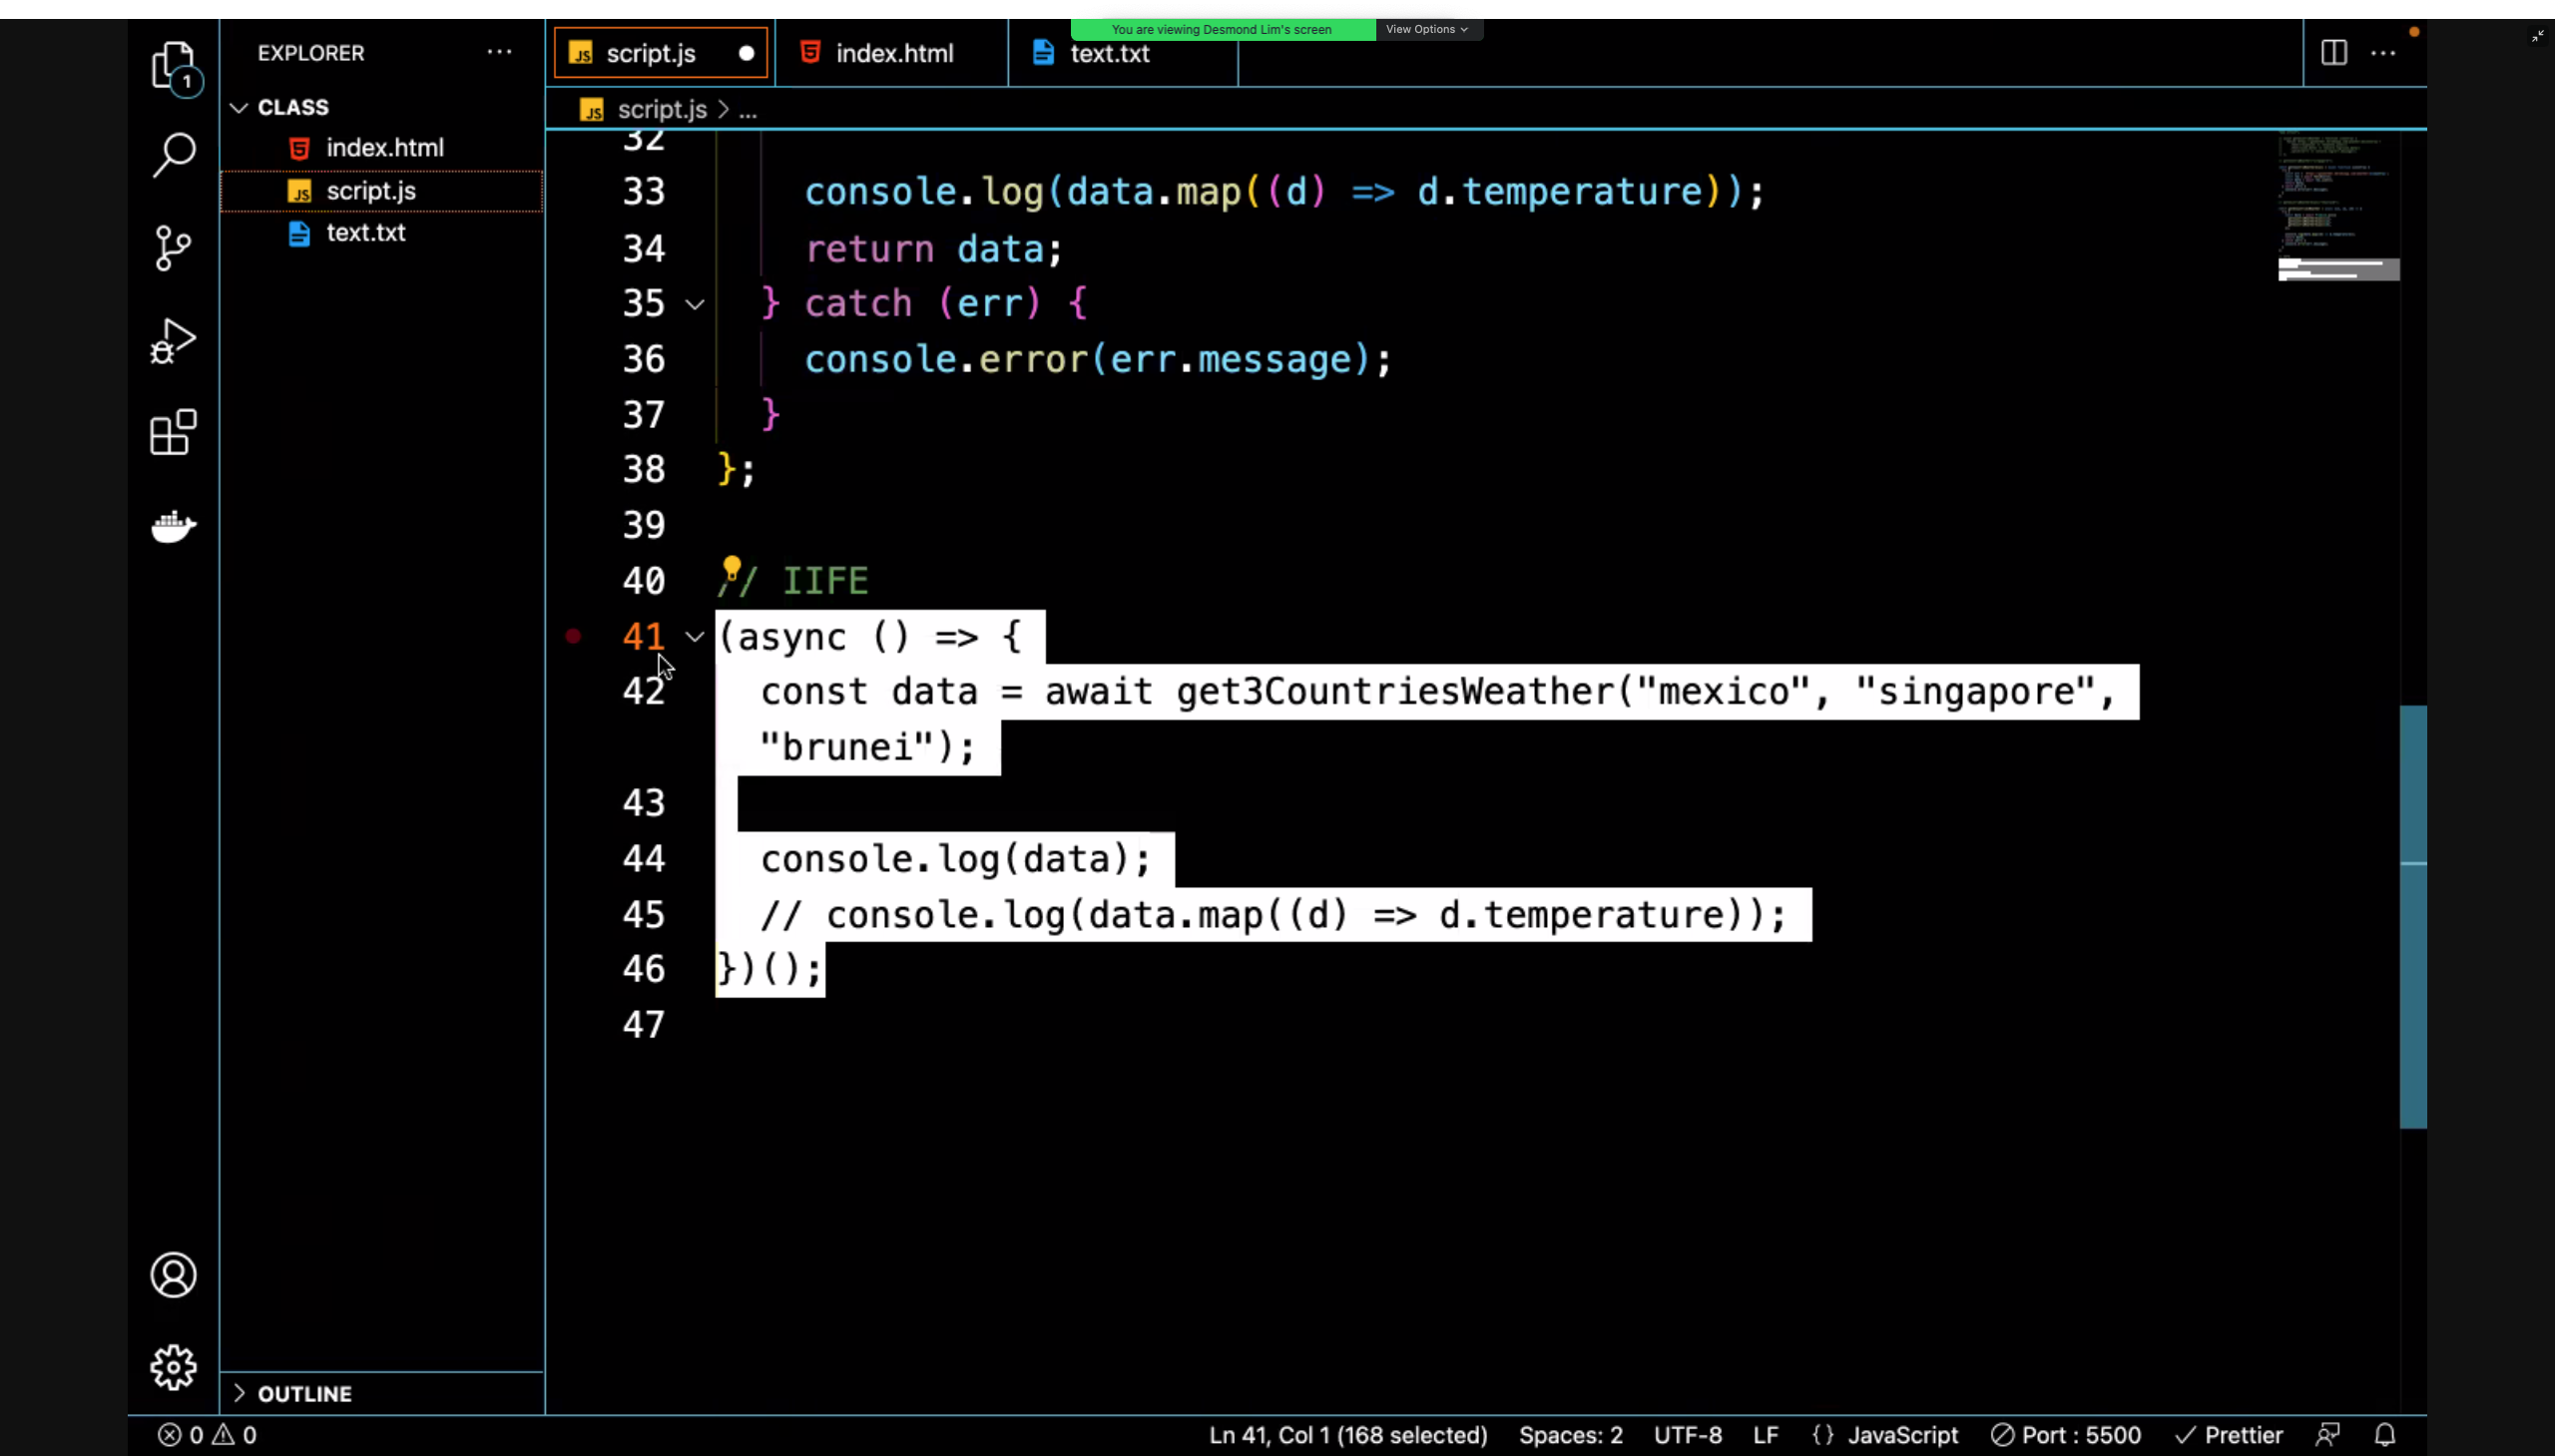 You are viewing Desmond Lim's screen
View Options
EXPLORER
script.js
index.html
text.txt
1
CLASS
index.html
script.js
text.txt
script.js > ...
32
33 console.log(data.map((d) => d.temperature));
34 return data;
35 } catch (err) {
36 console.error(err.message);
37 }
38 };
39
40 // IIFE
41 (async () => {
42 const data = await get3CountriesWeather("mexico", "singapore",
"brunei");
43
44 console.log(data);
45 // console.log(data.map((d) => d.temperature));
46 })();
47
OUTLINE
0 0
Ln 41, Col 1 (168 selected)
Spaces: 2
UTF-8
LF
{} JavaScript
Port : 5500
Prettier